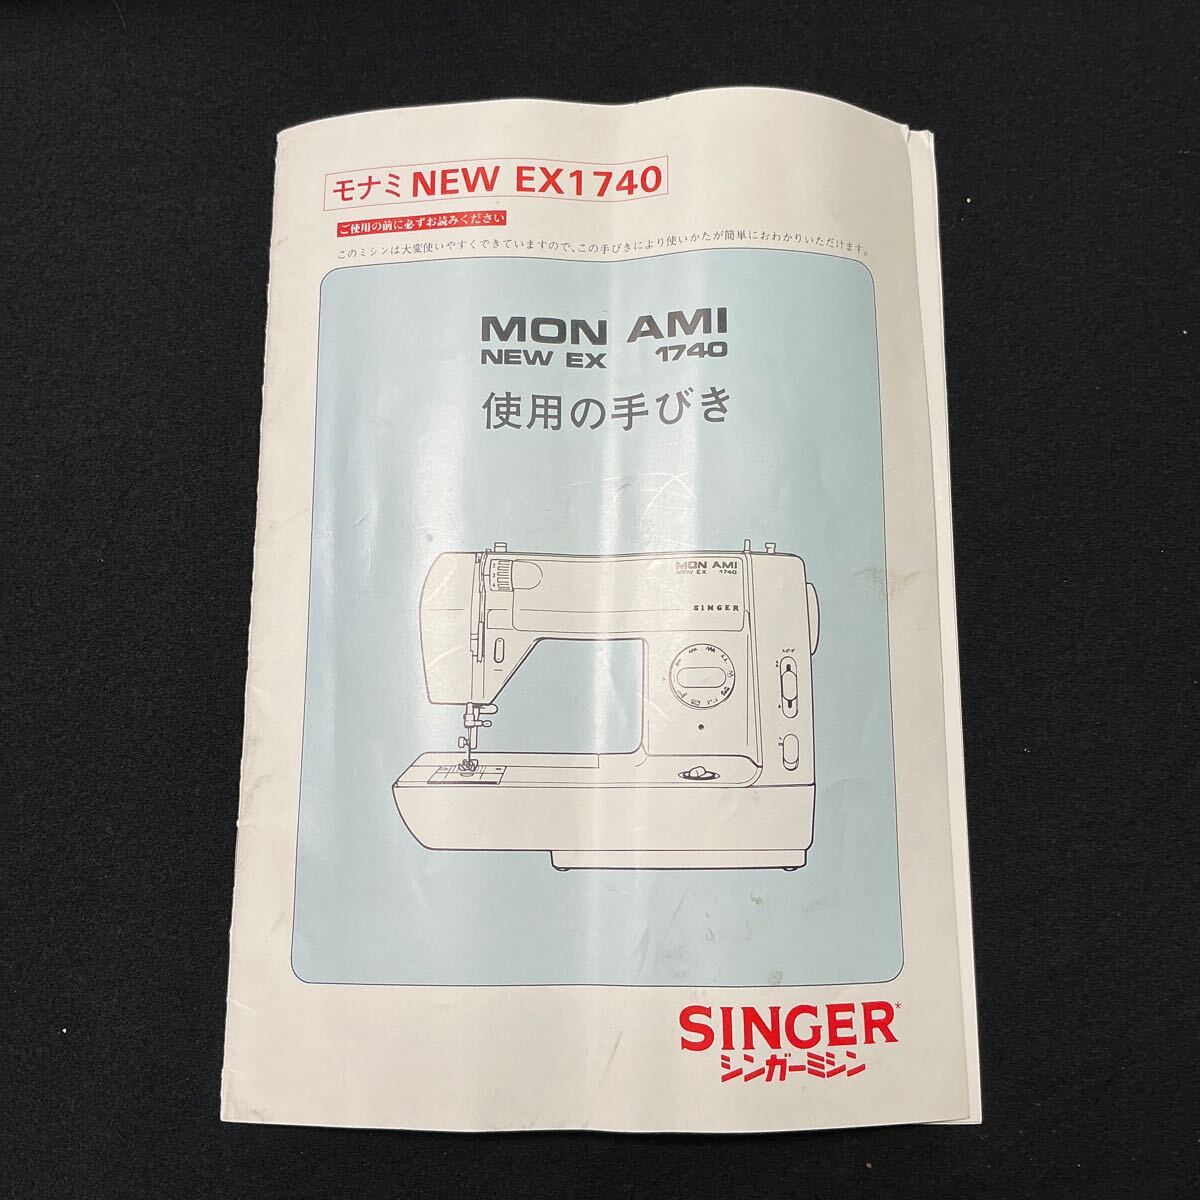 モナミ NEW EX1740
ご使用の前に必ずお読みください
このミシンは大変使いやすくできていますので、この手びきにより使いかたが簡単におわかりいただけます。
MON AMI
NEW EX 1740
使用の手びき
MON AMI
NEW EX 1740
SINGER
スピード
SINGER*
シンガーミシン